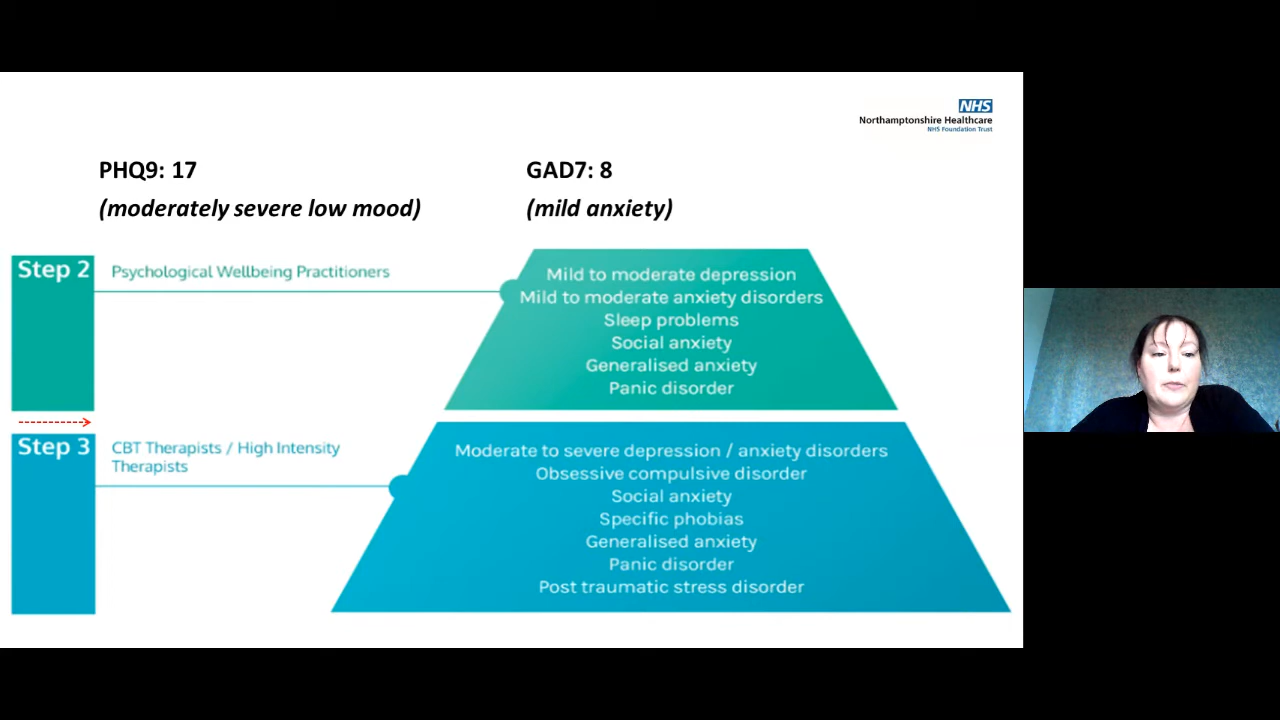 NHS
Northamptonshire Healthcare
NHS Foundation Trust
PHQ9: 17
(moderately severe low mood)
GAD7: 8
(mild anxiety)
Step 2
Psychological Wellbeing Practitioners
Mild to moderate depression
Mild to moderate anxiety disorders
Sleep problems
Social anxiety
Generalised anxiety
Panic disorder
Step 3
CBT Therapists / High Intensity
Therapists
Moderate to severe depression / anxiety disorders
Obsessive compulsive disorder
Social anxiety
Specific phobias
Generalised anxiety
Panic disorder
Post traumatic stress disorder